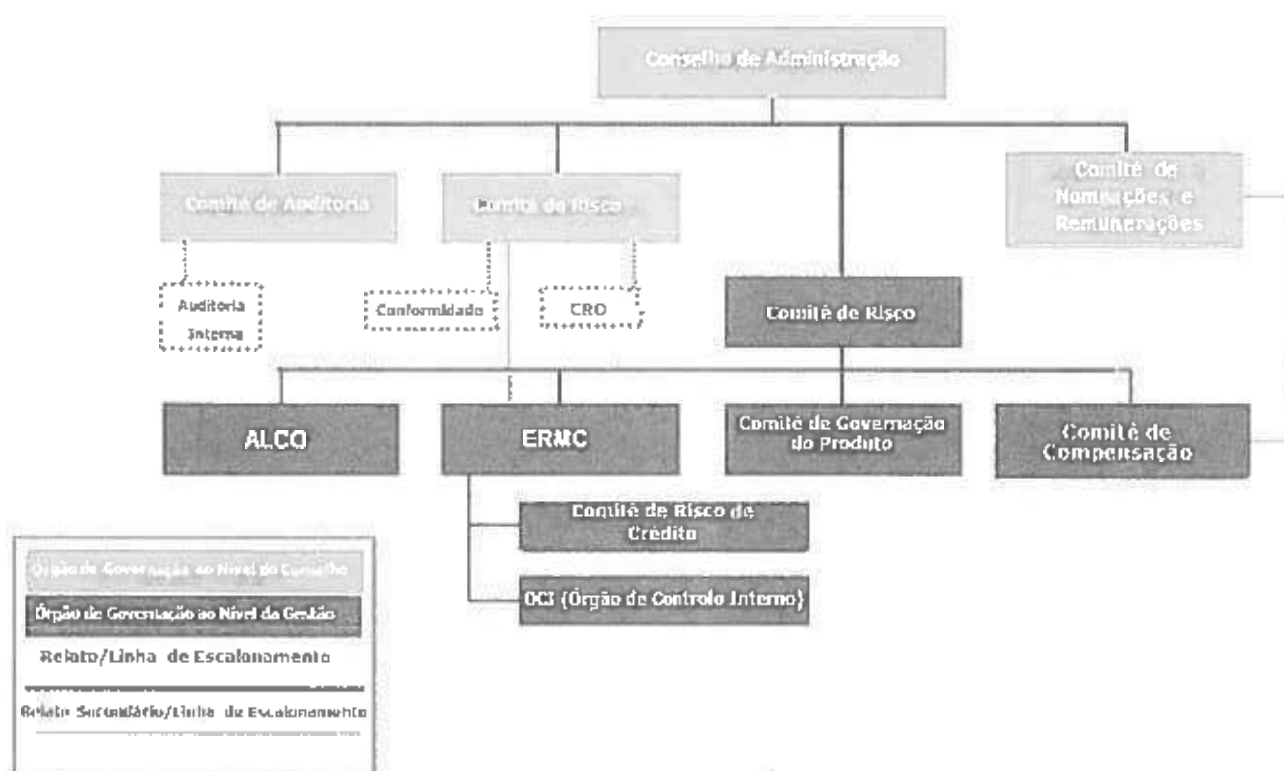 Conselho de Administração
Comité de Auditoria
Comité de Risco
Comité de
Nomeações e
Remunerações
Auditoria
Interna
Conformidade
CRO
Comité de Risco
ALCO
ERMC
Comité de Governação
do Produto
Comité de
Compensação
Comité de Risco de
Crédito
OCI (Órgão de Controlo Interno)
Órgão de Governação ao Nível do Conselho
Órgão de Governação ao Nível da Gestão
Relato/Linha de Escalonamento
Relato Secundário/Linha de Escalonamento